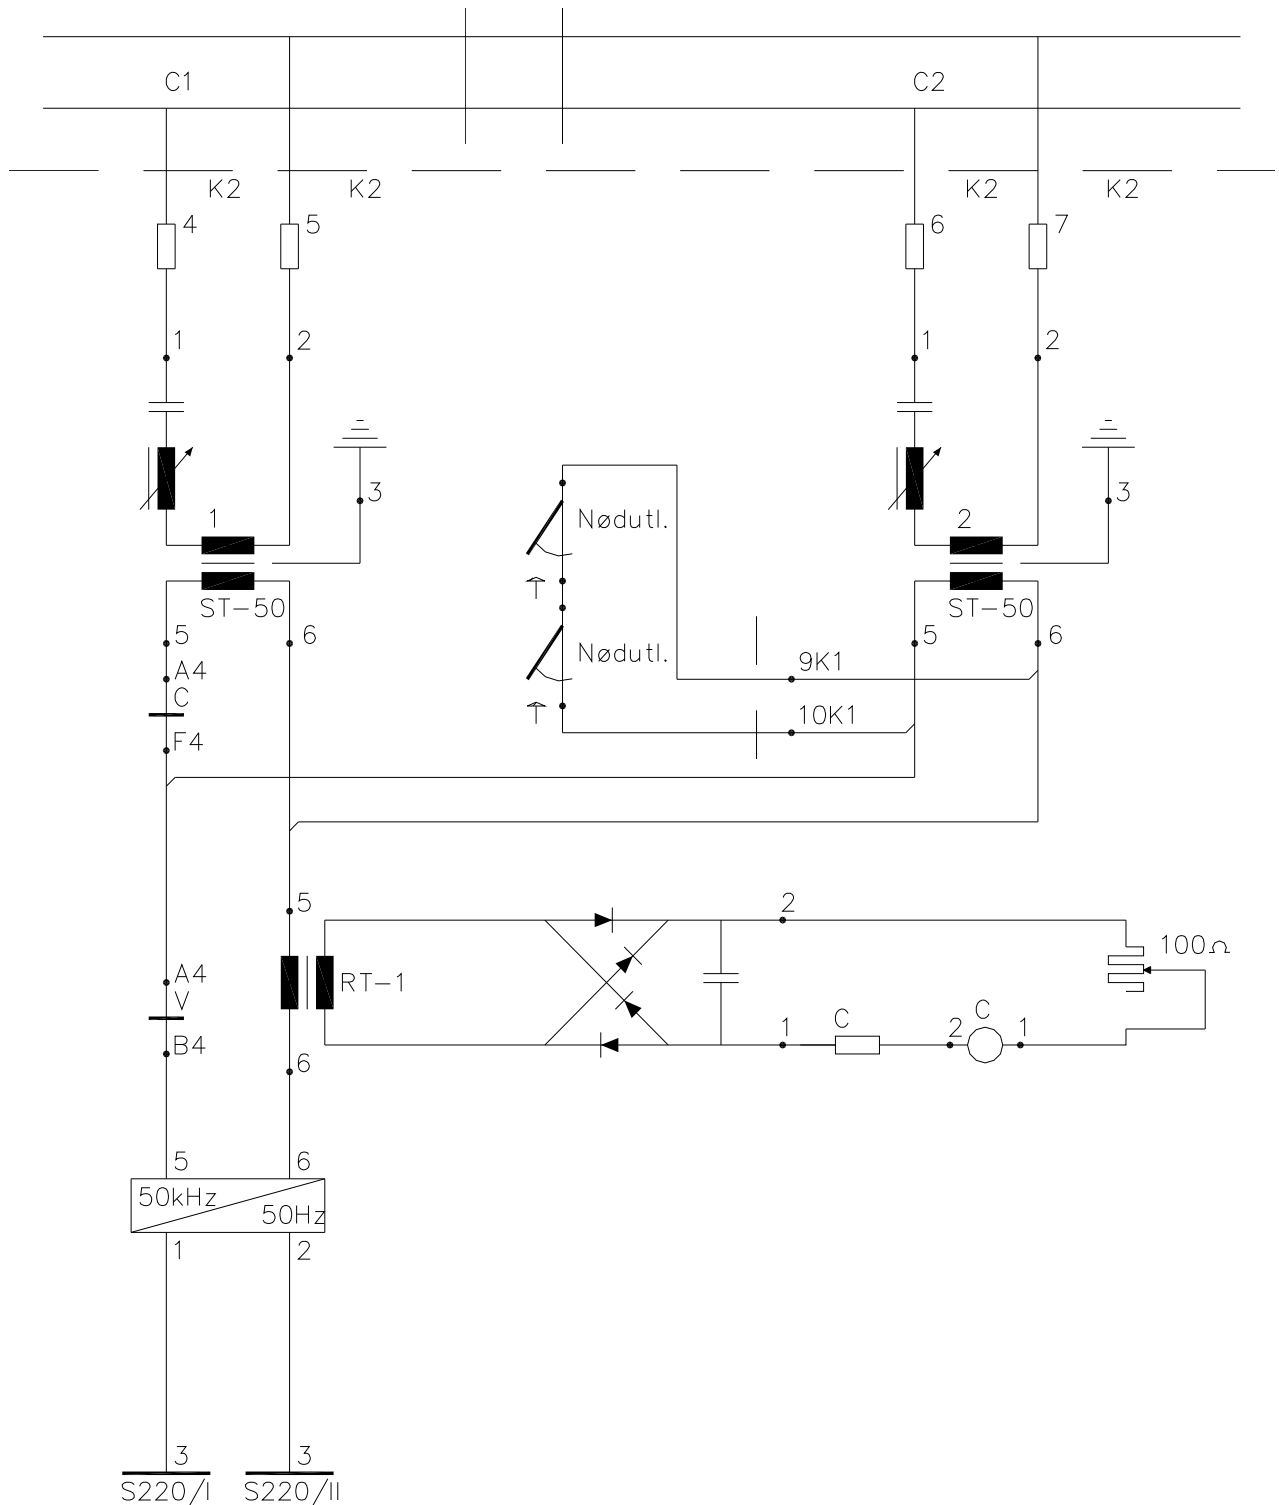 C1 C2
K2 K2 K2 K2
4 5 6 7
1 2 1 2
3 3
1 Nødutl. 2
ST-50 ST-50
5 6 5 6
Nødutl.
A4 9K1
C
F4 10K1
5 2
100Ω
A4 RT-1
V
C C
B4 1 2 1
6
5 6
50kHz
50Hz
1 2
3 3
S220/I S220/II